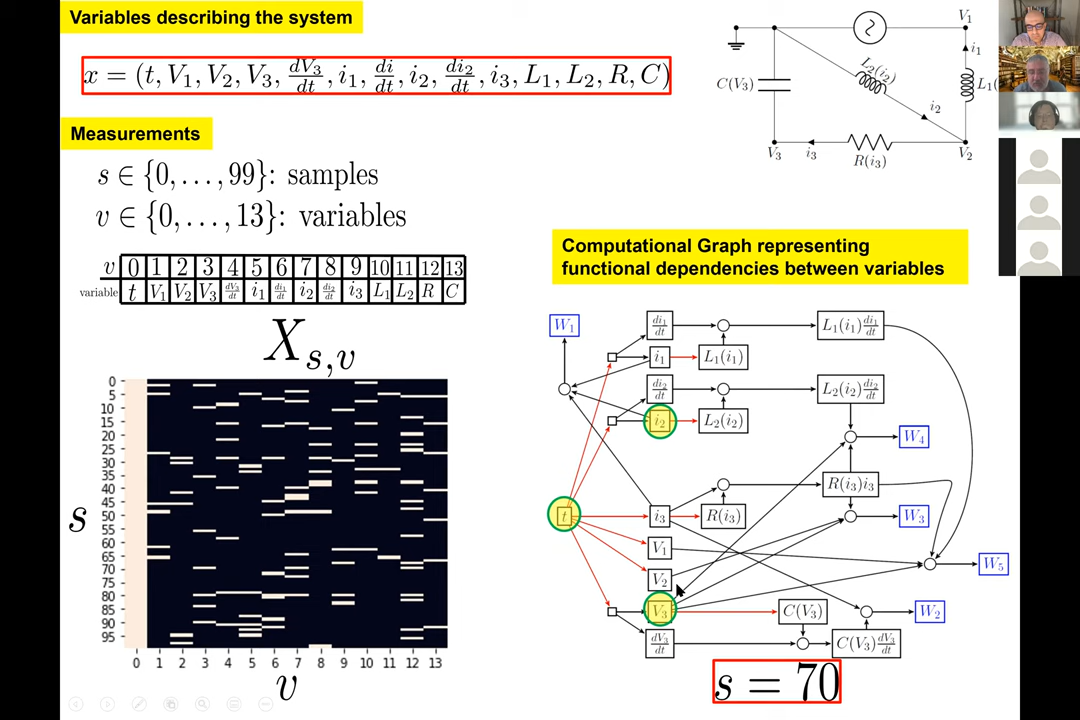 Variables describing the system
x = (t, V₁, V₂, V₃, dV₃/dt, i₁, di/dt, i₂, di₂/dt, i₃, L₁, L₂, R, C)
Measurements
s ∈ {0, . . . , 99}: samples
v ∈ {0, . . . , 13}: variables
v 0 1 2 3 4 5 6 7 8 9 10 11 12 13
variable t V₁ V₂ V₃ dV₃/dt i₁ di₁/dt i₂ di₂/dt i₃ L₁ L₂ R C
X_{s,v}
0
5
10
15
20
25
30
35
40
45
50
55
60
65
70
75
80
85
90
95
s
0 1 2 3 4 5 6 7 8 9 10 11 12 13
v
V₁
i₁
L₂(i₂)
C(V₃)
L₁(
i₂
V₃
i₃
R(i₃)
V₂
Computational Graph representing
functional dependencies between variables
W₁
di₁/dt
L₁(i₁)di₁/dt
i₁
L₁(i₁)
di₂/dt
L₂(i₂)di₂/dt
i₂
L₂(i₂)
W₄
R(i₃)i₃
t
i₃
R(i₃)
W₃
V₁
W₅
V₂
V₃
C(V₃)
W₂
dV₃/dt
C(V₃)dV₃/dt
s = 70